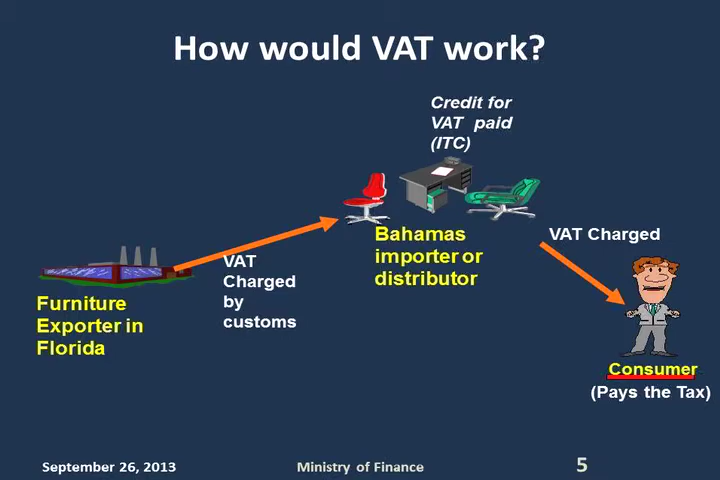 How would VAT work?
Credit for
VAT paid
(ITC)
Bahamas
importer or
distributor
VAT Charged
VAT
Charged
by
customs
Furniture
Exporter in
Florida
Consumer
(Pays the Tax)
September 26, 2013
Ministry of Finance
5